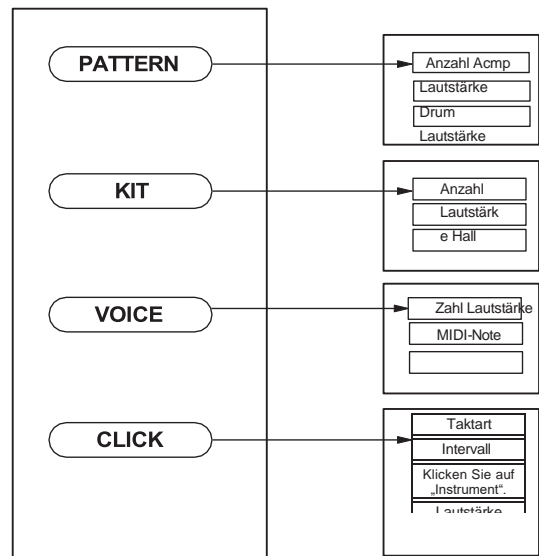 PATTERN
Anzahl Acmp
Lautstärke
Drum
Lautstärke
KIT
Anzahl
Lautstärk
e Hall
VOICE
Zahl Lautstärke
MIDI-Note
CLICK
Taktart
Intervall
Klicken Sie auf
„Instrument“.
Lautstärke